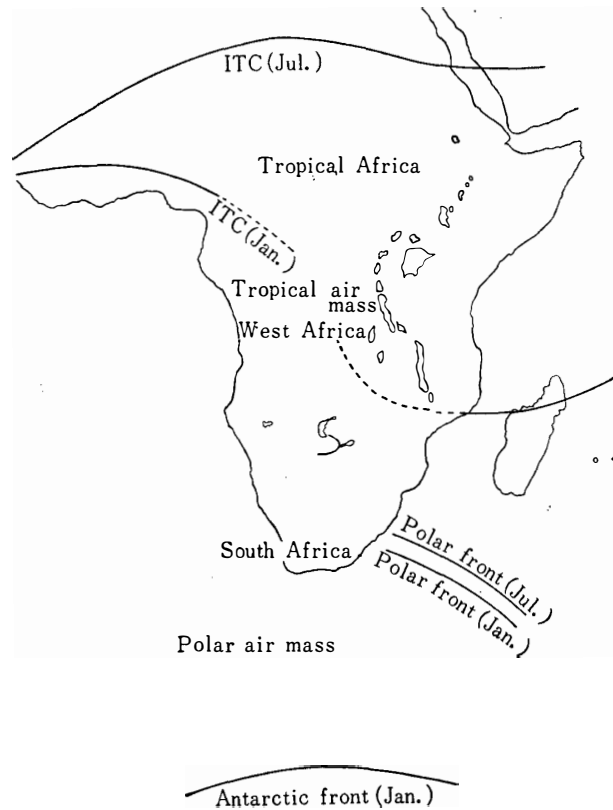 ITC(Jul.)
Tropical Africa
ITC(Jan.)
Tropical air
mass
West Africa
South Africa
Polar front(Jul.)
Polar front(Jan.)
Polar air mass
Antarctic front(Jan.)